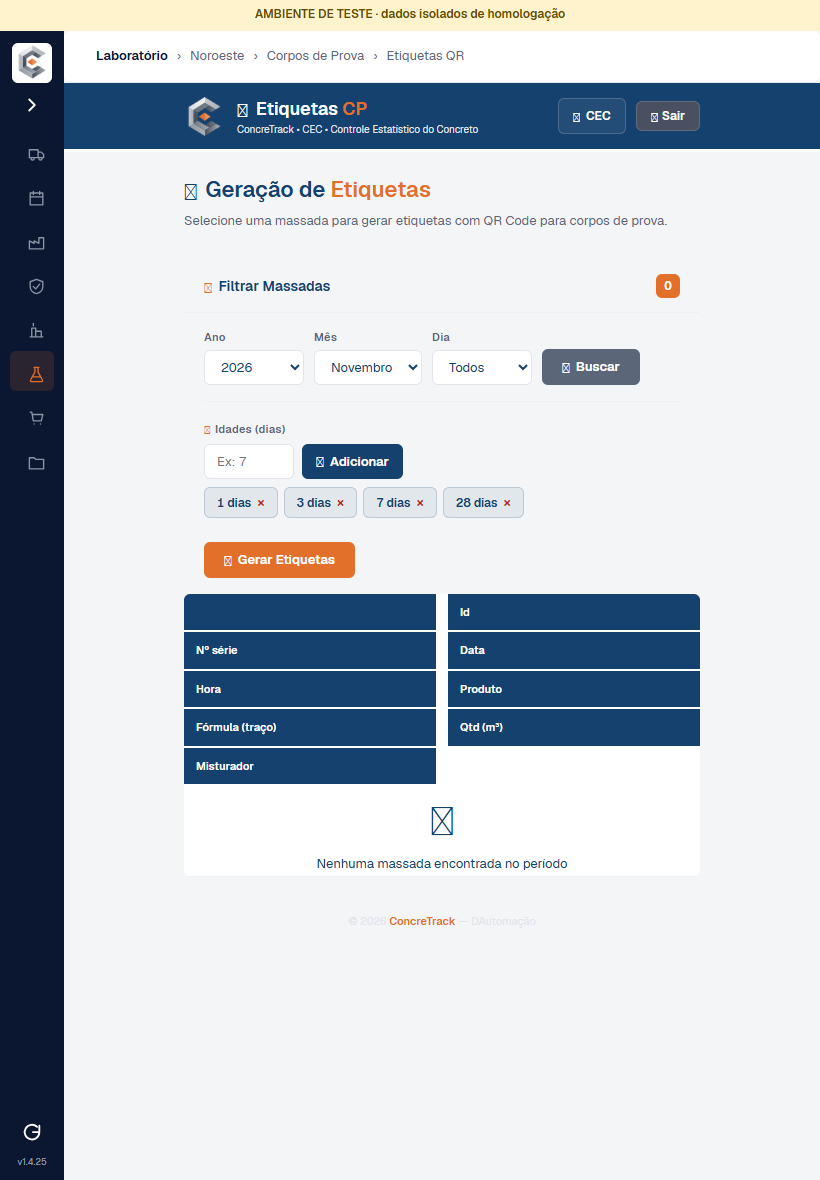 AMBIENTE DE TESTE · dados isolados de homologação
Laboratório › Noroeste › Corpos de Prova › Etiquetas QR
Etiquetas CP
ConcreTrack • CEC • Controle Estatístico do Concreto
CEC
Sair
Geração de Etiquetas
Selecione uma massada para gerar etiquetas com QR Code para corpos de prova.
Filtrar Massadas
0
Ano Mês Dia
2026 Novembro Todos Buscar
Idades (dias)
Ex: 7 Adicionar
1 dias × 3 dias × 7 dias × 28 dias ×
Gerar Etiquetas
Id
Nº série Data
Hora Produto
Fórmula (traço) Qtd (m³)
Misturador
Nenhuma massada encontrada no período
© 2026 ConcreTrack — DAutomação
v1.4.25